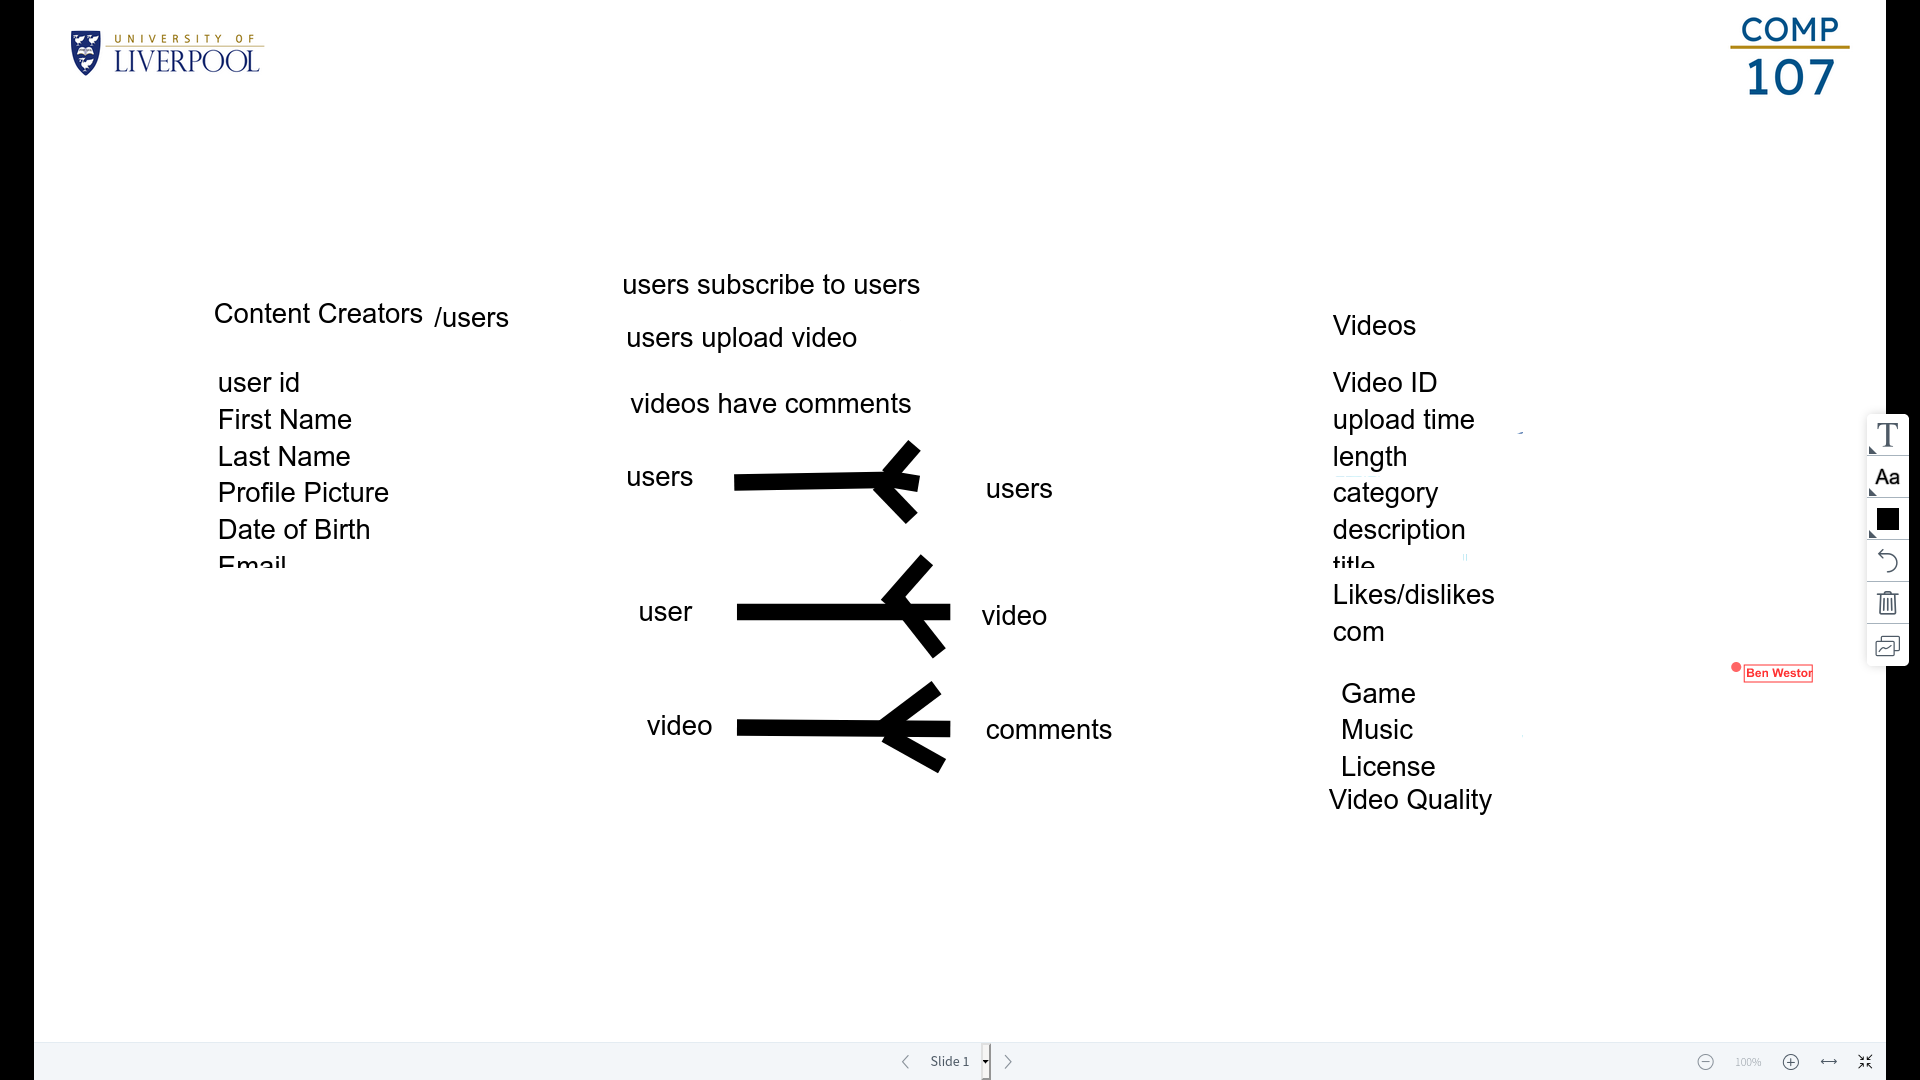 UNIVERSITY OF
LIVERPOOL
COMP
107
Content Creators /users
user id
First Name
Last Name
Profile Picture
Date of Birth
Email
users subscribe to users
users upload video
videos have comments
users
users
user
video
video
comments
Videos
Video ID
upload time
length
category
description
title
Likes/dislikes
com
Game
Music
License
Video Quality
T
Aa
Ben Westor
Slide 1
100%